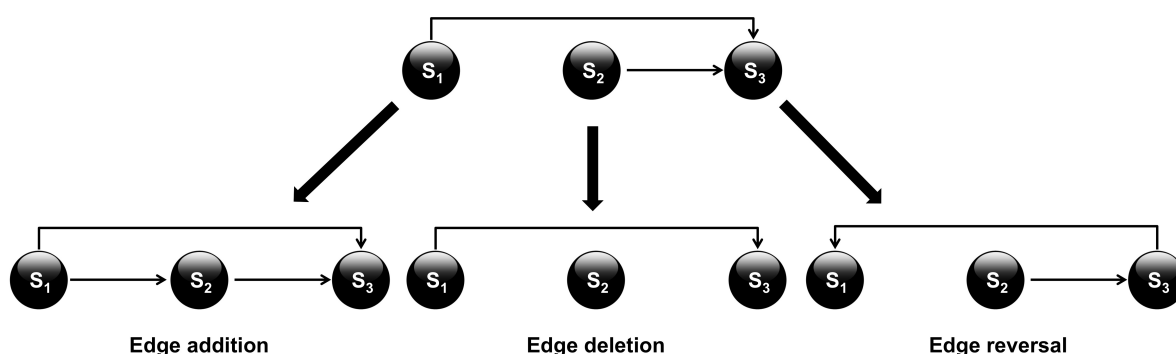 S1 S2 S3
S1 S2 S3 S1 S2 S3 S1 S2 S3
Edge addition Edge deletion Edge reversal